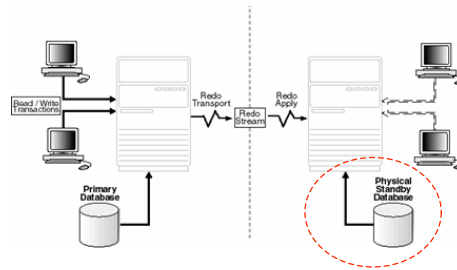 Read / Write
Transactions
Redo
Transport
Redo
Stream
Redo
Apply
Primary
Database
Physical
Standby
Database